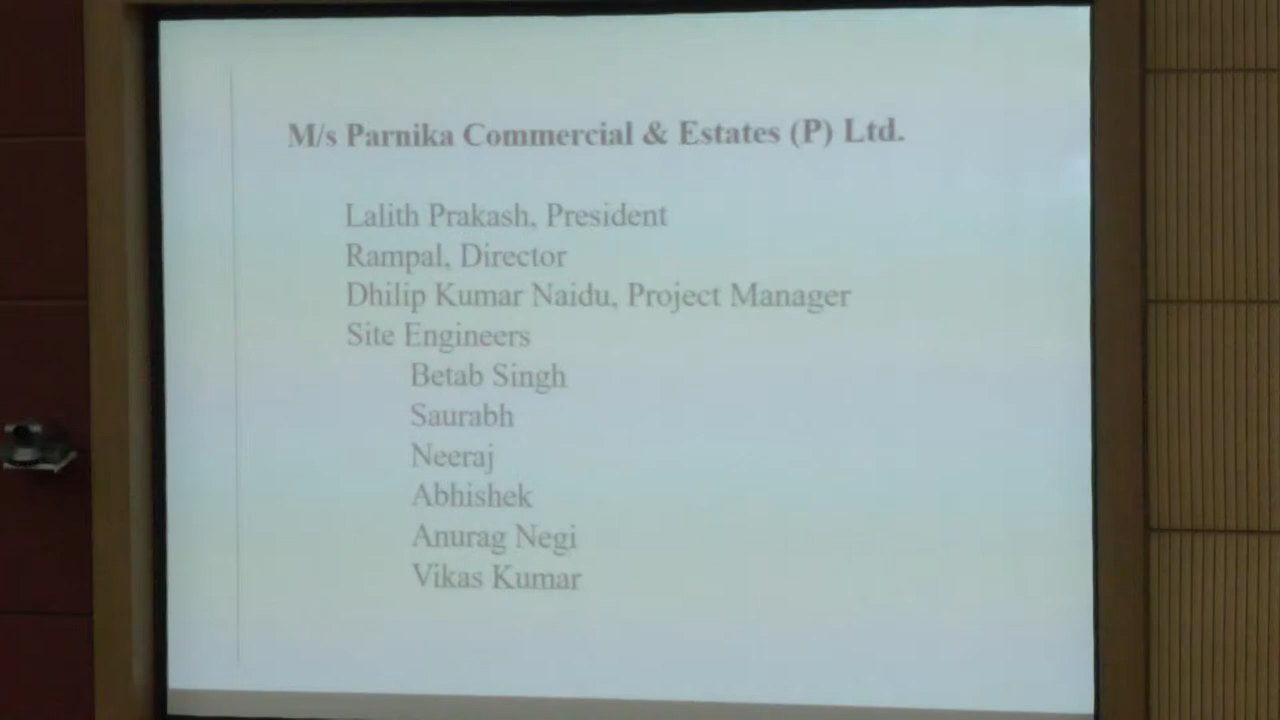 M/s Parnika Commercial & Estates (P) Ltd.
Lalith Prakash, President
Rampal, Director
Dhilip Kumar Naidu, Project Manager
Site Engineers
Betab Singh
Saurabh
Neeraj
Abhishek
Anurag Negi
Vikas Kumar